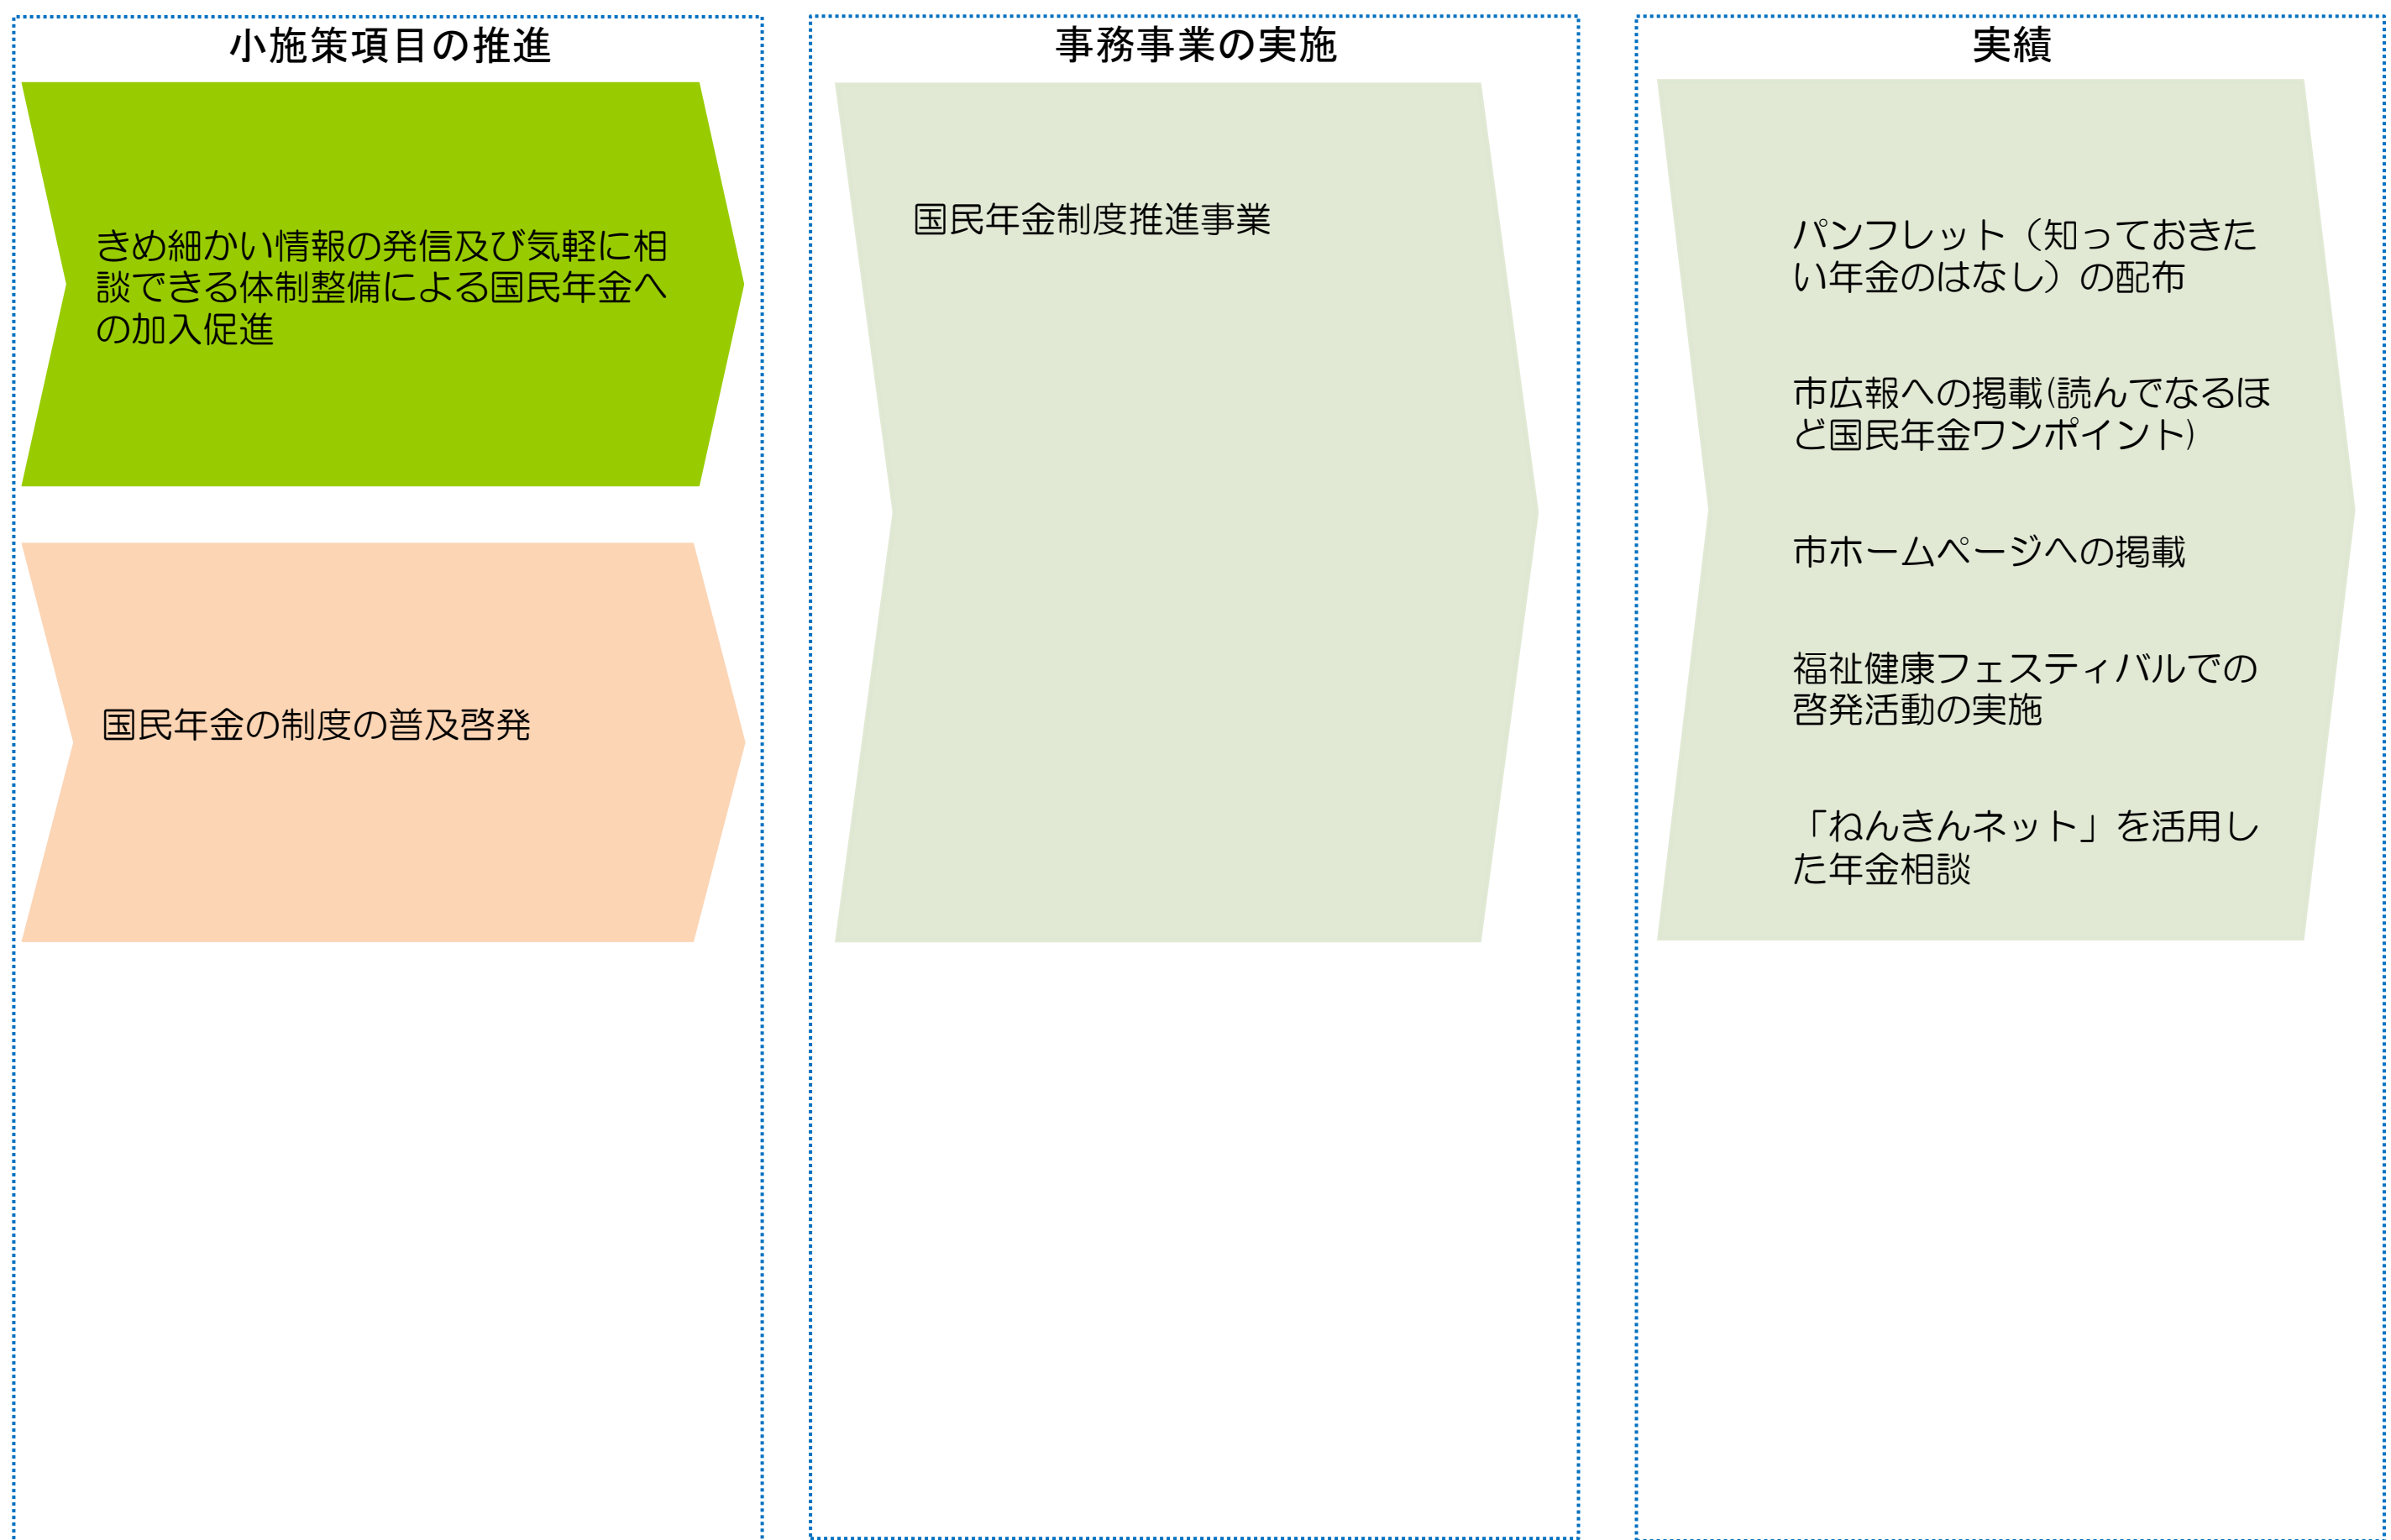 小施策項目の推進
きめ細かい情報の発信及び気軽に相
談できる体制整備による国民年金へ
の加入促進
国民年金の制度の普及啓発
事務事業の実施
国民年金制度推進事業
実績
パンフレット（知っておきた
い年金のはなし）の配布
市広報への掲載(読んでなるほ
ど国民年金ワンポイント)
市ホームページへの掲載
福祉健康フェスティバルでの
啓発活動の実施
「ねんきんネット」を活用し
た年金相談